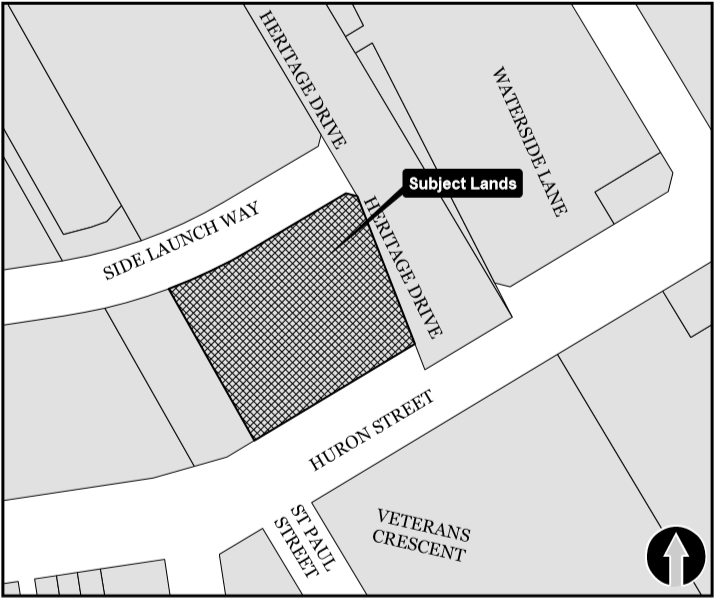 HERITAGE DRIVE
WATERSIDE LANE
Subject Lands
SIDE LAUNCH WAY
HERITAGE DRIVE
HURON STREET
ST PAUL
STREET
VETERANS
CRESCENT